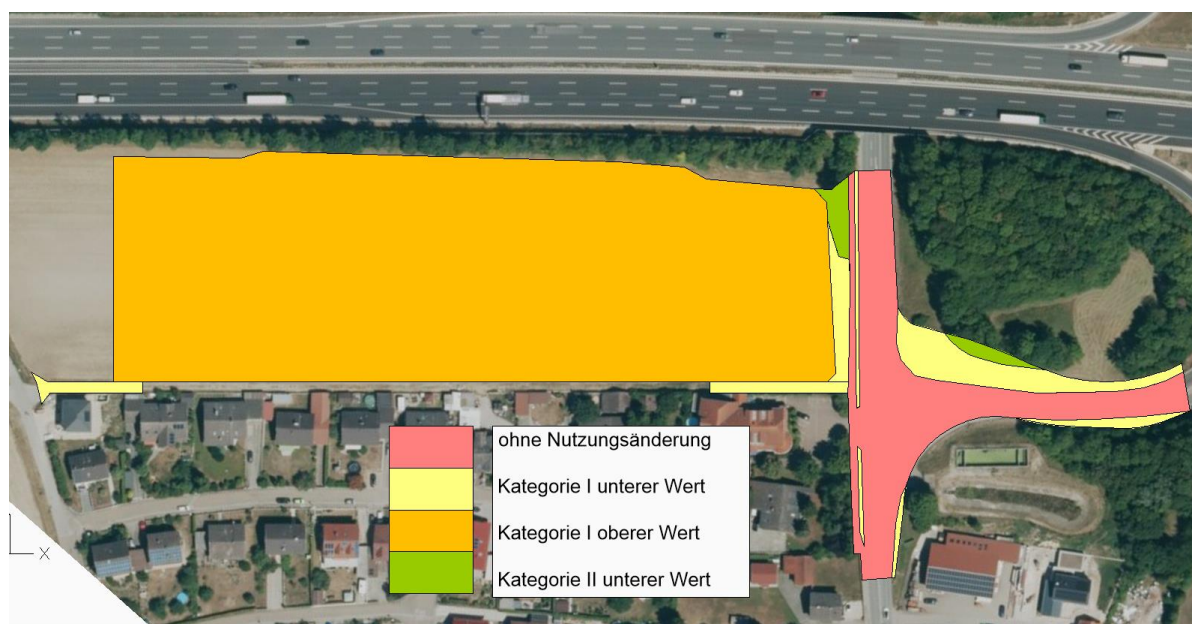 ohne Nutzungsänderung
Kategorie I unterer Wert
Kategorie I oberer Wert
Kategorie II unterer Wert
X